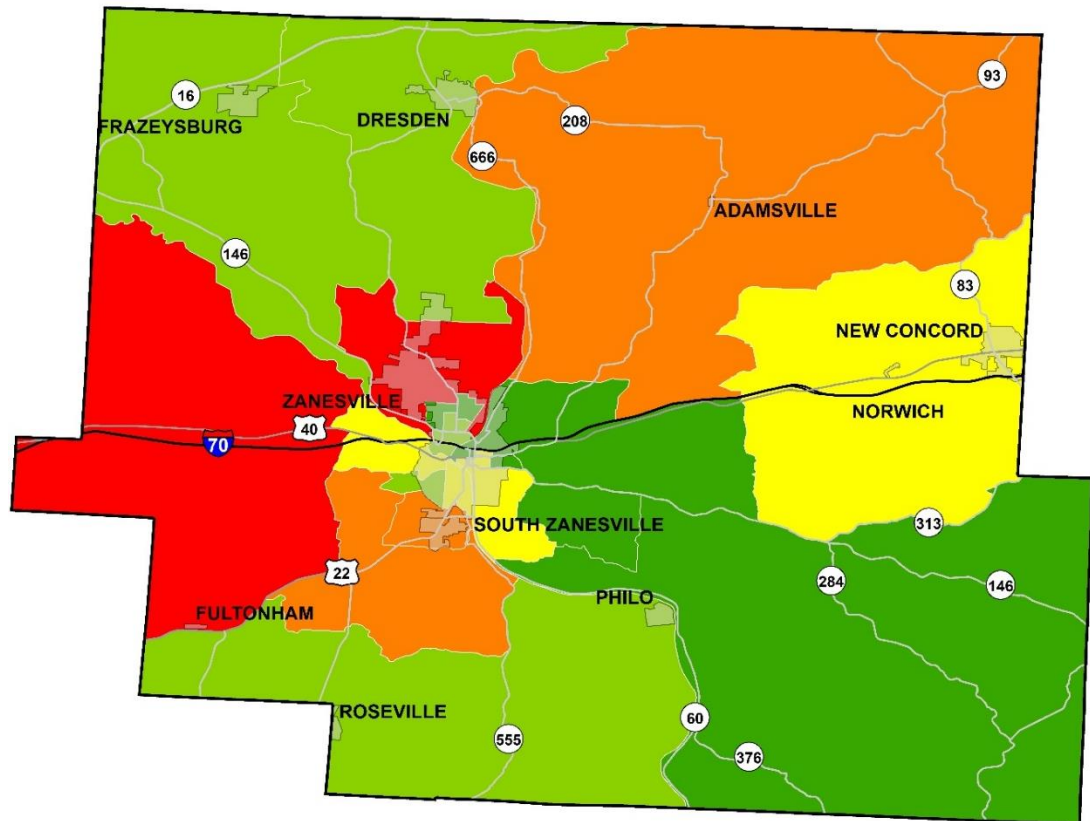 93
16
208
FRAZEYSBURG
DRESDEN
666
ADAMSVILLE
146
83
NEW CONCORD
ZANESVILLE
NORWICH
40
70
SOUTH ZANESVILLE
313
22
284
146
PHILO
FULTONHAM
ROSEVILLE
60
555
376